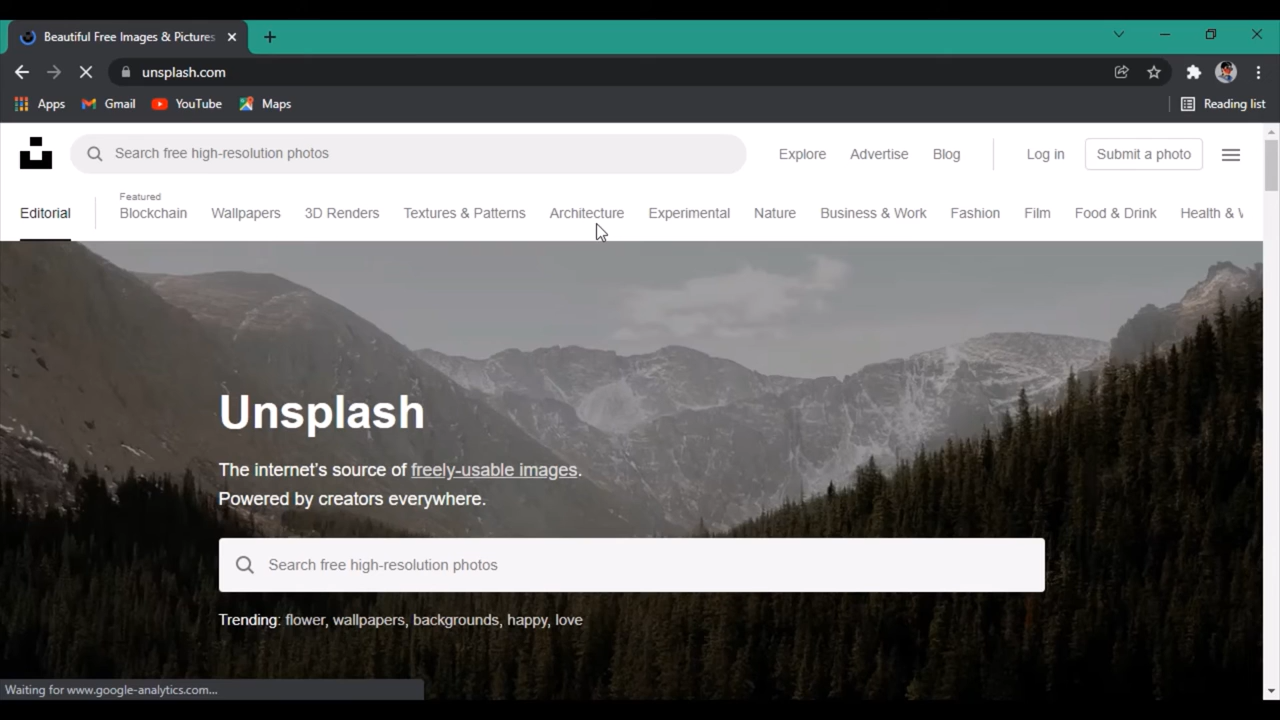 Beautiful Free Images & Pictures
unsplash.com
Apps Gmail YouTube Maps Reading list
Search free high-resolution photos Explore Advertise Blog Log in Submit a photo
Featured
Editorial Blockchain Wallpapers 3D Renders Textures & Patterns Architecture Experimental Nature Business & Work Fashion Film Food & Drink Health &
Unsplash
The internet's source of freely-usable images.
Powered by creators everywhere.
Search free high-resolution photos
Trending: flower, wallpapers, backgrounds, happy, love
Waiting for www.google-analytics.com...